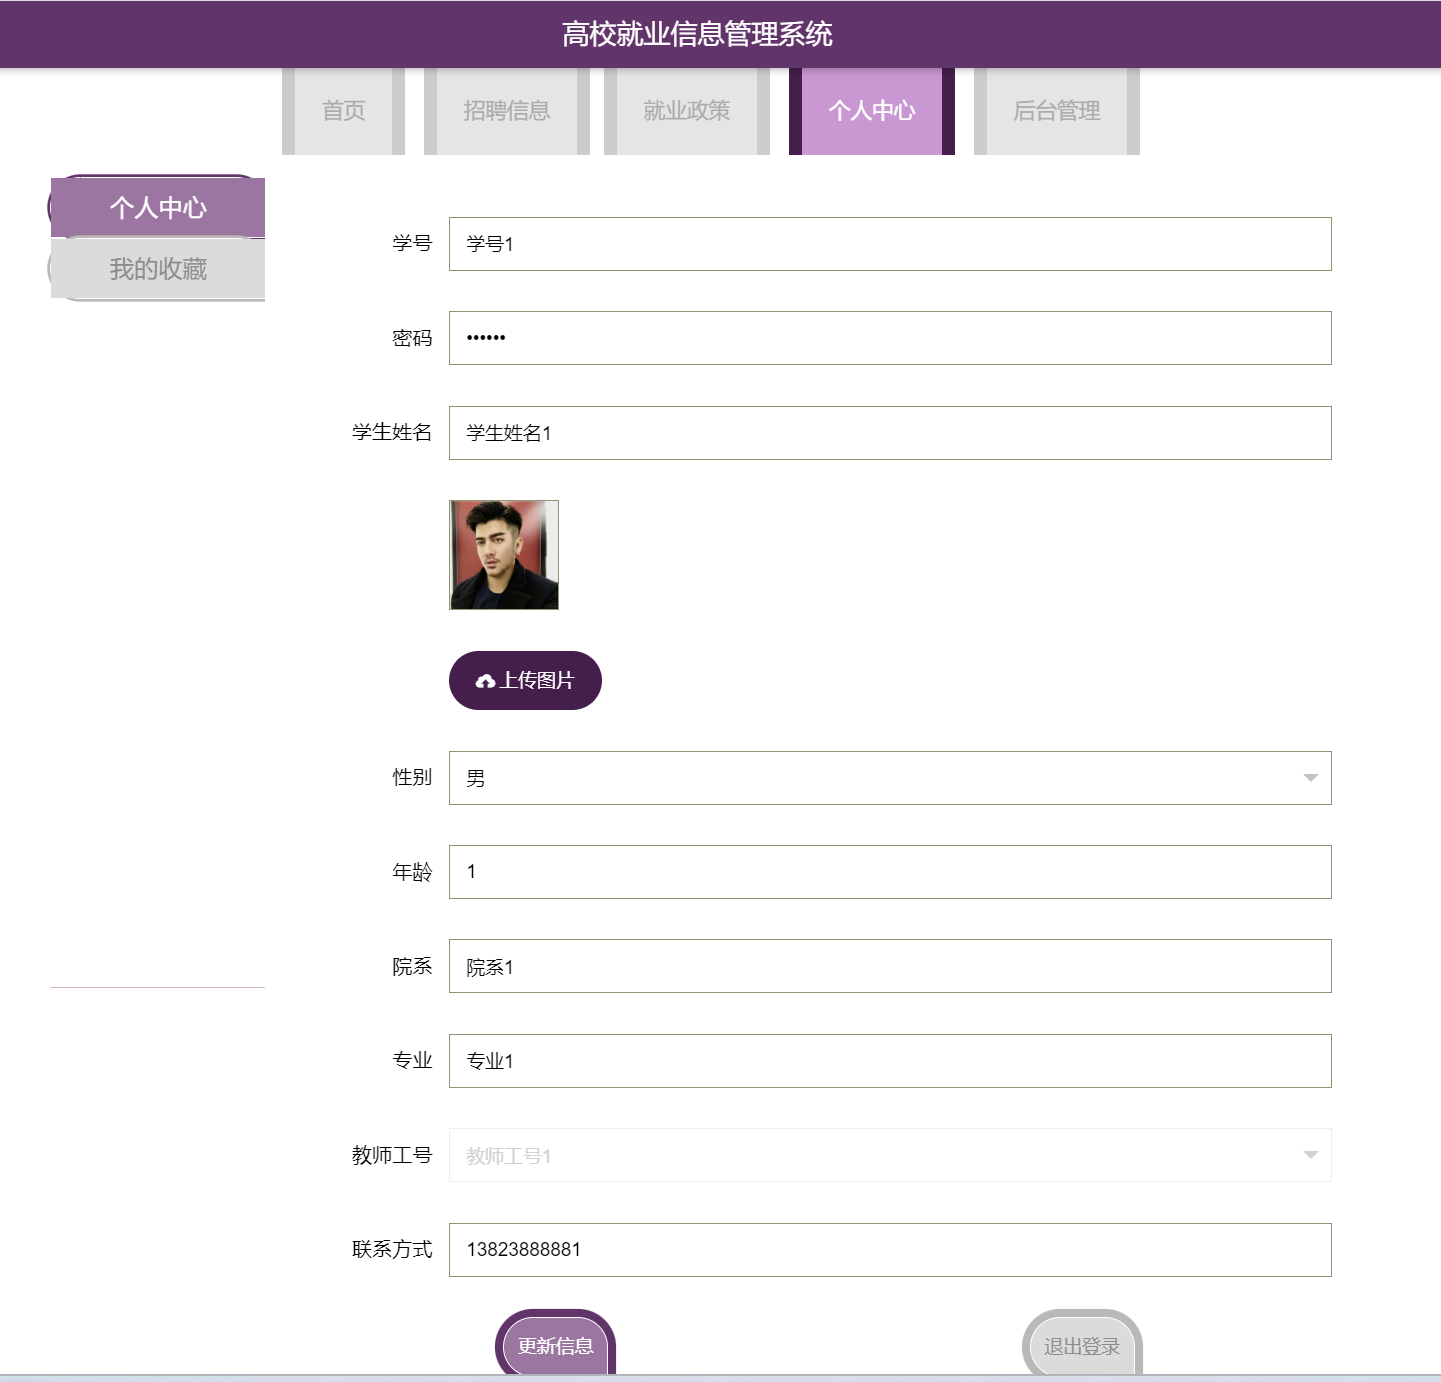 高校就业信息管理系统
首页 招聘信息 就业政策 个人中心 后台管理
个人中心
我的收藏
学号 学号1
密码 ••••••
学生姓名 学生姓名1
上传图片
性别 男
年龄 1
院系 院系1
专业 专业1
教师工号 教师工号1
联系方式 13823888881
更新信息 退出登录